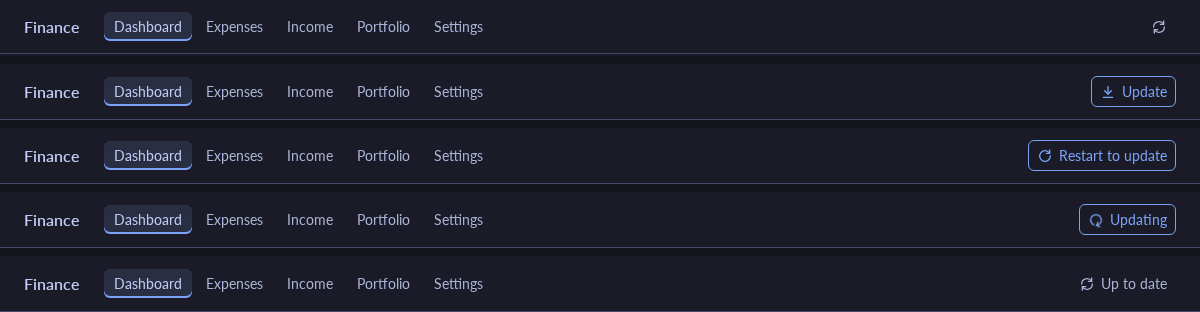 Finance Dashboard Expenses Income Portfolio Settings
Finance Dashboard Expenses Income Portfolio Settings Update
Finance Dashboard Expenses Income Portfolio Settings Restart to update
Finance Dashboard Expenses Income Portfolio Settings Updating
Finance Dashboard Expenses Income Portfolio Settings Up to date